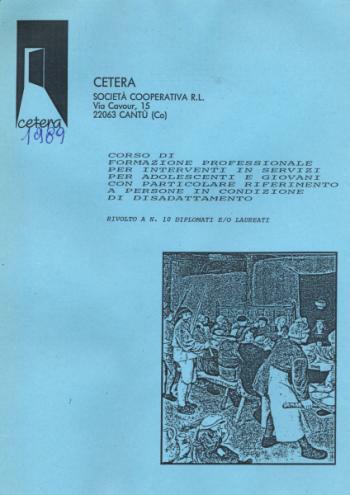 cetera
1989
CETERA
SOCIETÀ COOPERATIVA R.L.
Via Cavour, 15
22063 CANTÙ (Co)
CORSO DI
FORMAZIONE PROFESSIONALE
PER INTERVENTI IN SERVIZI
PER ADOLESCENTI E GIOVANI
CON PARTICOLARE RIFERIMENTO
A PERSONE IN CONDIZIONE
DI DISADATTAMENTO
RIVOLTO A N. 10 DIPLOMATI E/O LAUREATI